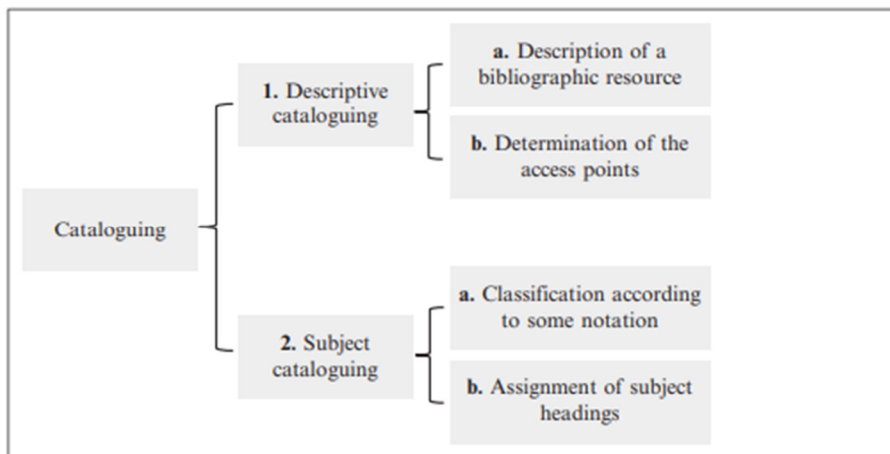 Cataloguing
1. Descriptive
cataloguing
a. Description of a
bibliographic resource
b. Determination of the
access points
2. Subject
cataloguing
a. Classification according
to some notation
b. Assignment of subject
headings